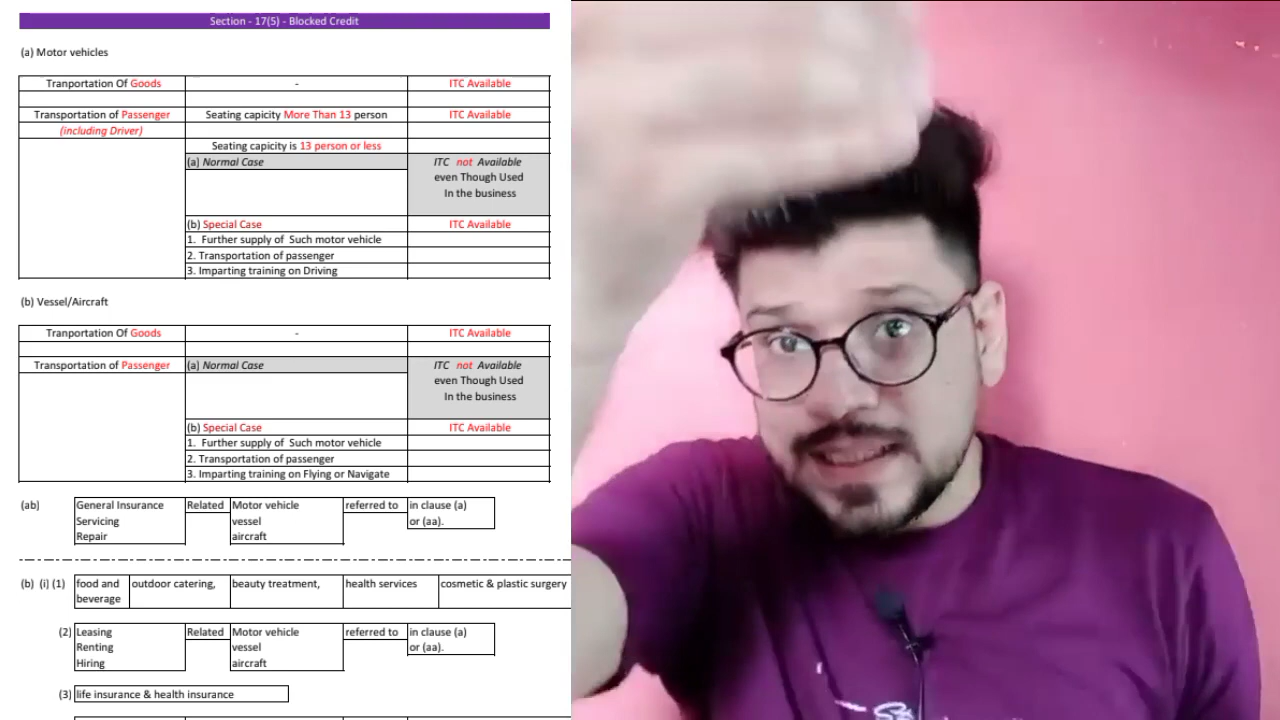 Section - 17(5) - Blocked Credit
(a) Motor vehicles
Tranportation Of Goods - ITC Available
Transportation of Passenger Seating capicity More Than 13 person ITC Available
(including Driver)
Seating capicity is 13 person or less
(a) Normal Case ITC not Available
even Though Used
In the business
(b) Special Case ITC Available
1. Further supply of Such motor vehicle
2. Transportation of passenger
3. Imparting training on Driving
(b) Vessel/Aircraft
Tranportation Of Goods - ITC Available
Transportation of Passenger (a) Normal Case ITC not Available
even Though Used
In the business
(b) Special Case ITC Available
1. Further supply of Such motor vehicle
2. Transportation of passenger
3. Imparting training on Flying or Navigate
(ab) General Insurance Related Motor vehicle referred to in clause (a)
Servicing vessel or (aa).
Repair aircraft
(b) (i) (1) food and outdoor catering, beauty treatment, health services cosmetic & plastic surgery
beverage
(2) Leasing Related Motor vehicle referred to in clause (a)
Renting vessel or (aa).
Hiring aircraft
(3) life insurance & health insurance